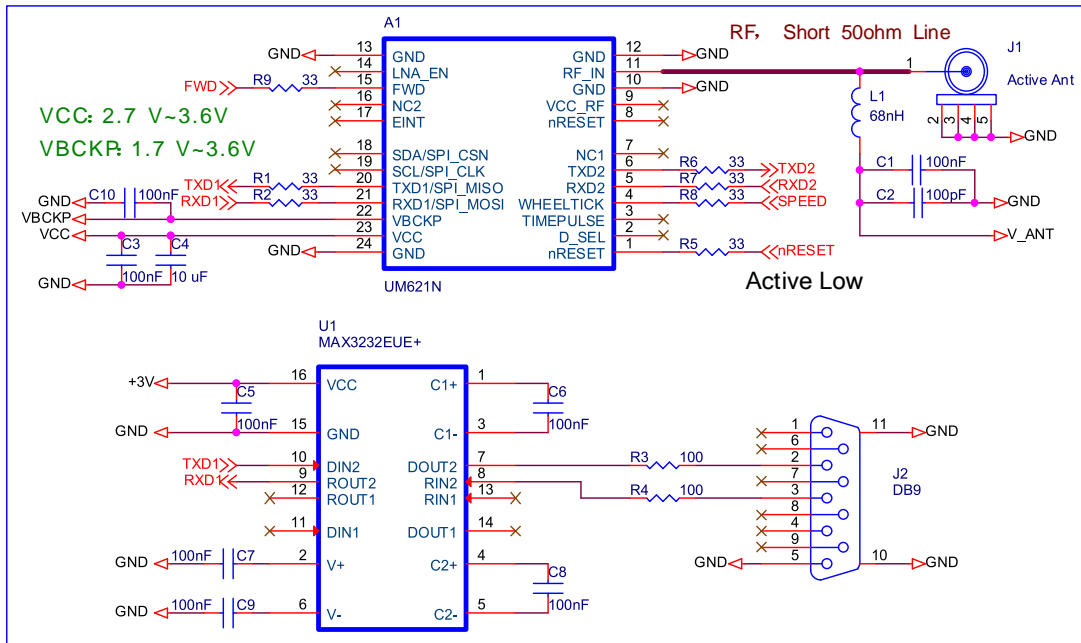 A1
RF， Short 50ohm Line
J1
Active Ant
GND 13 GND GND 12 GND
14 LNA_EN RF_IN 11 1
FWD R9 33 15 FWD GND 10 GND
16 NC2 VCC_RF 9
17 EINT nRESET 8
L1
68nH
2 3 4 5
GND
VCC: 2.7 V~3.6V
VBCKP: 1.7 V~3.6V
18 SDA/SPI_CSN NC1 7
19 SCL/SPI_CLK TXD2 6 R6 33 TXD2
TXD1 R1 33 20 TXD1/SPI_MISO RXD2 5 R7 33 RXD2
RXD1 R2 33 21 RXD1/SPI_MOSI WHEELTICK 4 R8 33 SPEED
C1 100nF
C2 100pF
GND
GND C10 100nF
VBCKP 22 VBCKP TIMEPULSE 3
VCC 23 VCC D_SEL 2
V_ANT
GND 24 GND nRESET 1 R5 33 nRESET
C3 C4
100nF 10 uF
GND
UM621N
Active Low
U1
MAX3232EUE+
+3V 16 VCC C1+ 1
C5
100nF
C6
100nF
GND 15 GND C1- 3
TXD1 10 DIN2 DOUT2 7 R3 100
RXD1 9 ROUT2 RIN2 8 R4 100
12 ROUT1 RIN1 13
11 DIN1 DOUT1 14
GND 100nF C7 2 V+ C2+ 4
C8
100nF
GND 100nF C9 6 V- C2- 5
1 11 GND
6
2
7
3
8
4
9
GND 5 10 GND
J2
DB9